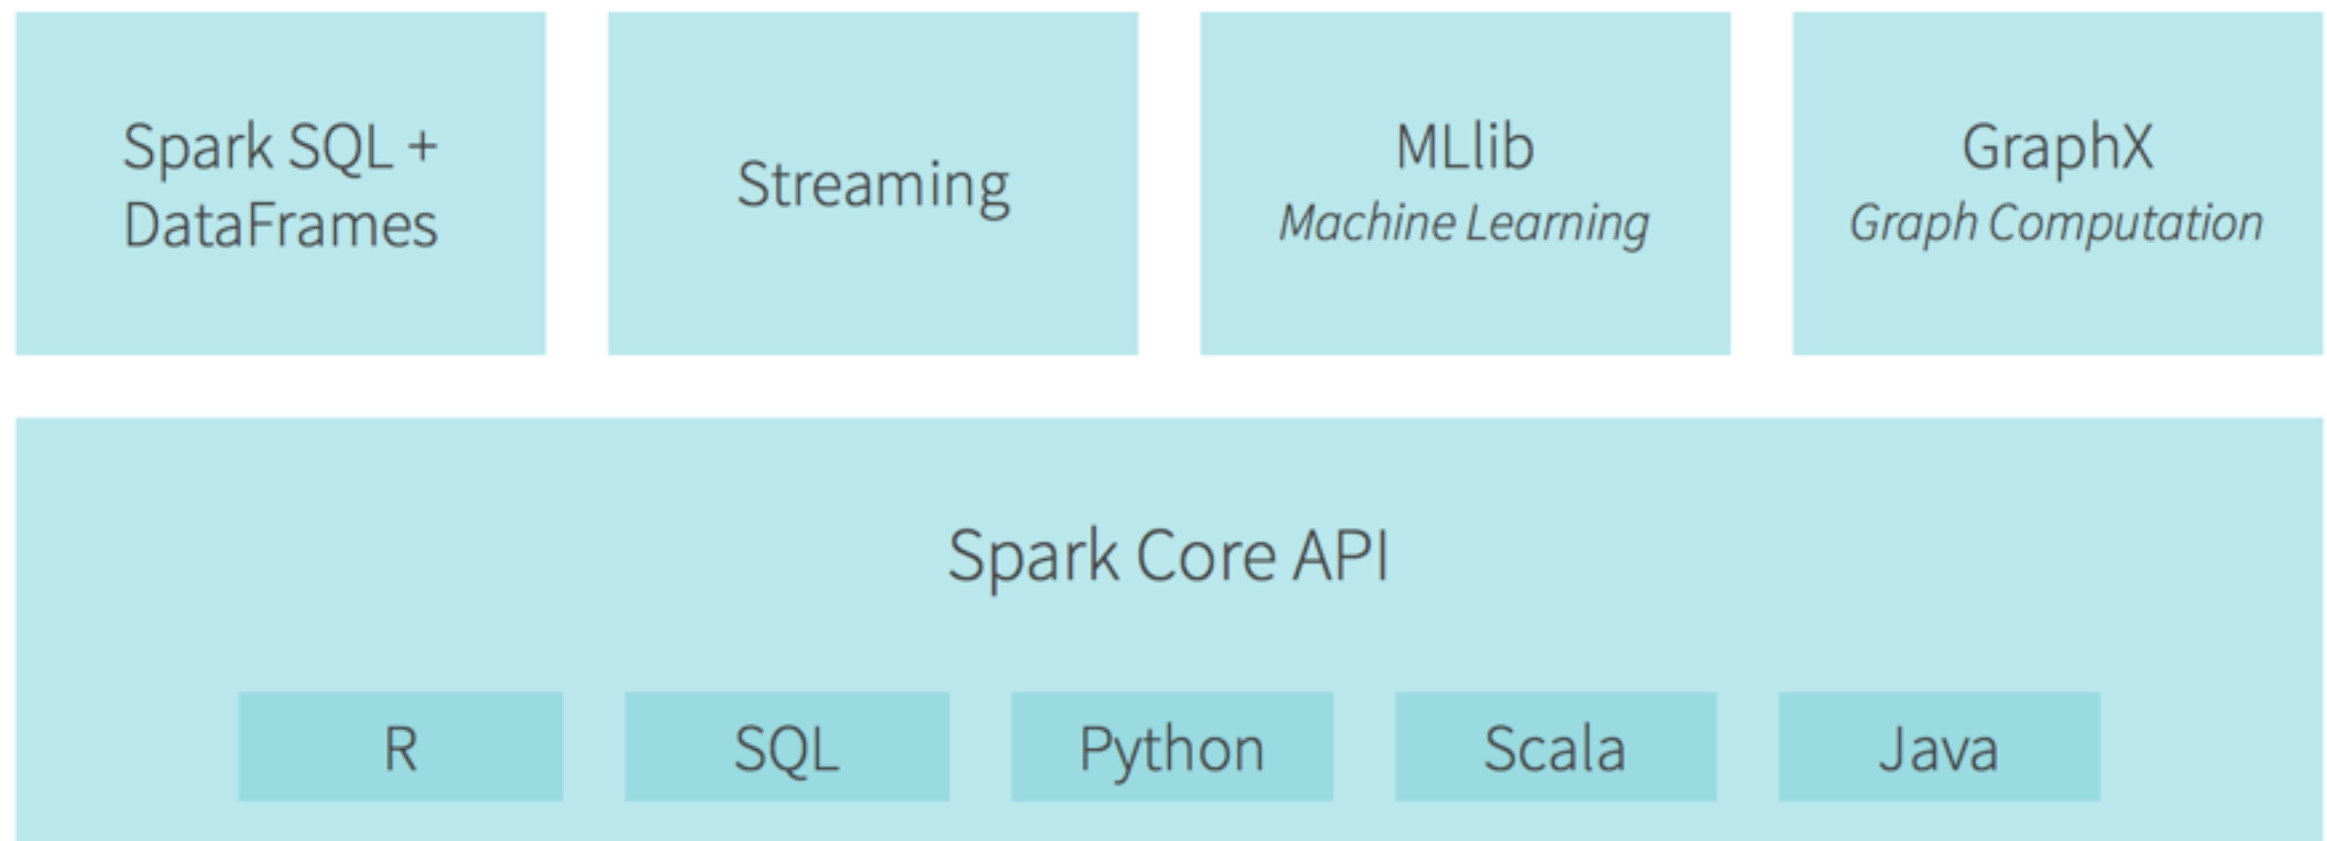 Spark SQL +
DataFrames
Streaming
MLlib
Machine Learning
GraphX
Graph Computation
Spark Core API
R
SQL
Python
Scala
Java